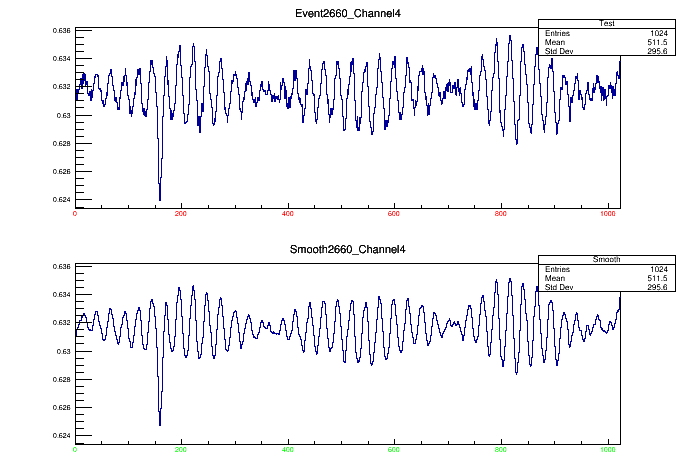 Event2660_Channel4
Test
Entries 1024
Mean 511.5
Std Dev 295.6
0.636
0.634
0.632
0.63
0.628
0.626
0.624
0 200 400 600 800 1000
Smooth2660_Channel4
Smooth
Entries 1024
Mean 511.5
Std Dev 295.6
0.636
0.634
0.632
0.63
0.628
0.626
0.624
0 200 400 600 800 1000